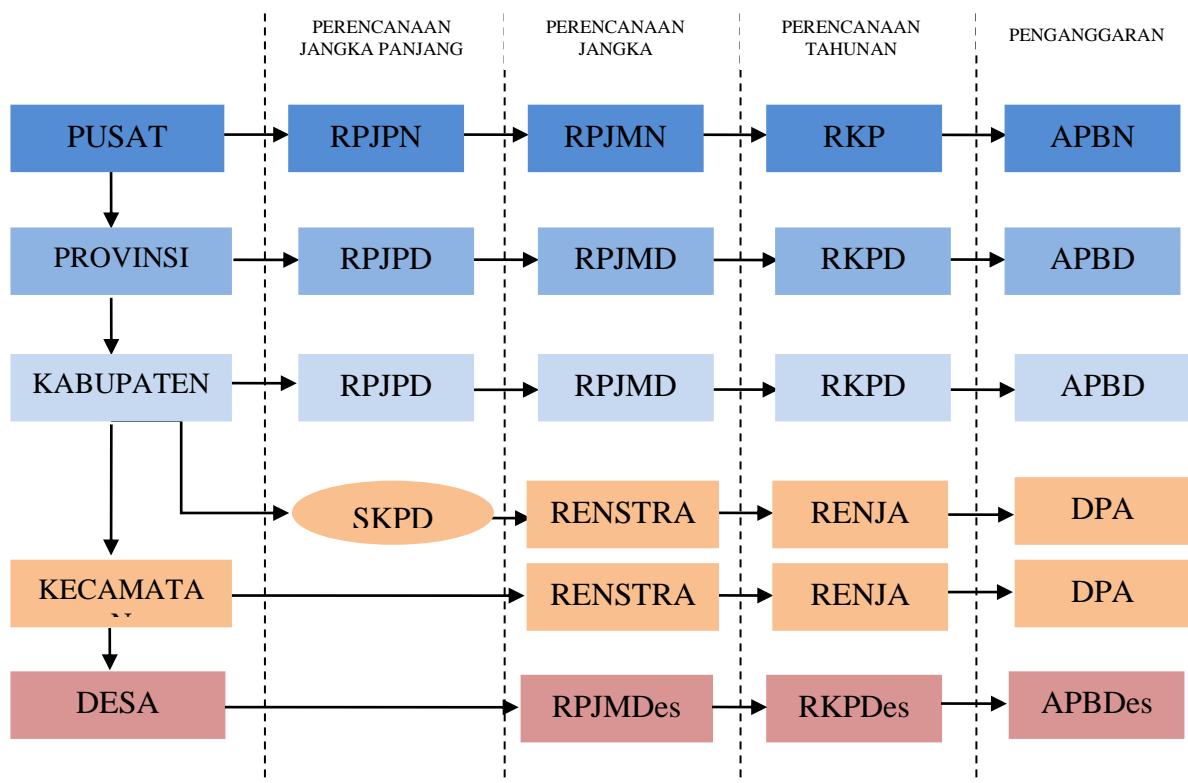 PERENCANAAN
JANGKA PANJANG
PERENCANAAN
JANGKA
PERENCANAAN
TAHUNAN
PENGANGGARAN
PUSAT
RPJPN
RPJMN
RKP
APBN
PROVINSI
RPJPD
RPJMD
RKPD
APBD
KABUPATEN
RPJPD
RPJMD
RKPD
APBD
SKPD
RENSTRA
RENJA
DPA
KECAMATA
RENSTRA
RENJA
DPA
DESA
RPJMDes
RKPDes
APBDes